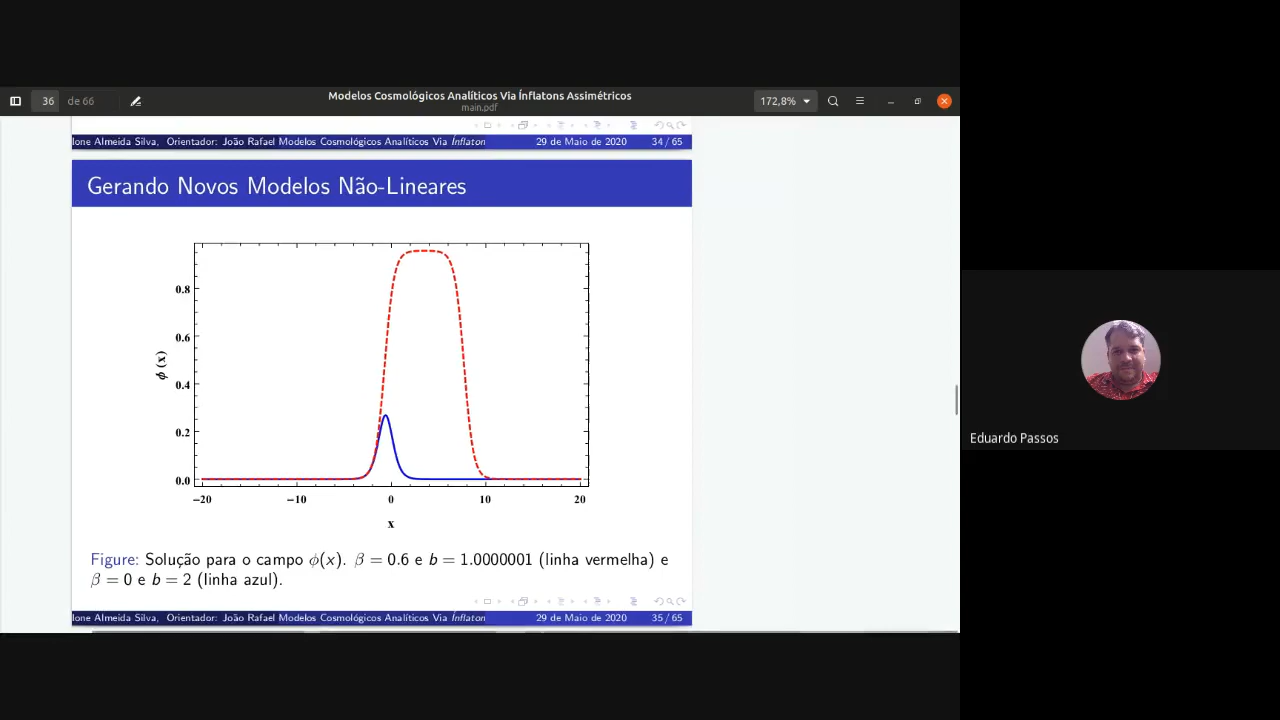 36 de 66
Modelos Cosmológicos Analíticos Via Ínflatons Assimétricos
main.pdf
172,8%
lone Almeida Silva, Orientador: João Rafael Modelos Cosmológicos Analíticos Via Ínflaton 29 de Maio de 2020 34 / 65
Gerando Novos Modelos Não-Lineares
0.8
0.6
ϕ (x)
0.4
0.2
0.0
−20 −10 0 10 20
x
Figure: Solução para o campo ϕ(x). β = 0.6 e b = 1.0000001 (linha vermelha) e
β = 0 e b = 2 (linha azul).
lone Almeida Silva, Orientador: João Rafael Modelos Cosmológicos Analíticos Via Ínflaton 29 de Maio de 2020 35 / 65
Eduardo Passos